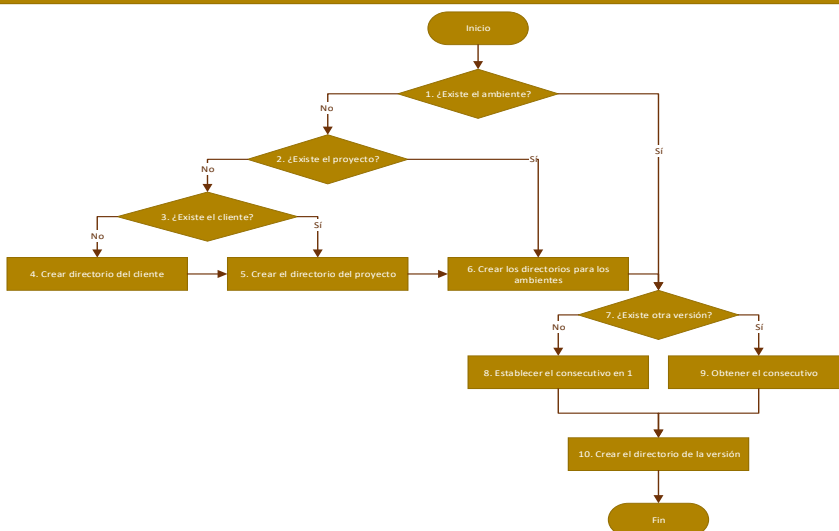 Inicio
1. ¿Existe el ambiente?
No
Sí
2. ¿Existe el proyecto?
No
Sí
3. ¿Existe el cliente?
No
Sí
4. Crear directorio del cliente
5. Crear el directorio del proyecto
6. Crear los directorios para los
ambientes
7. ¿Existe otra versión?
No
Sí
8. Establecer el consecutivo en 1
9. Obtener el consecutivo
10. Crear el directorio de la versión
Fin